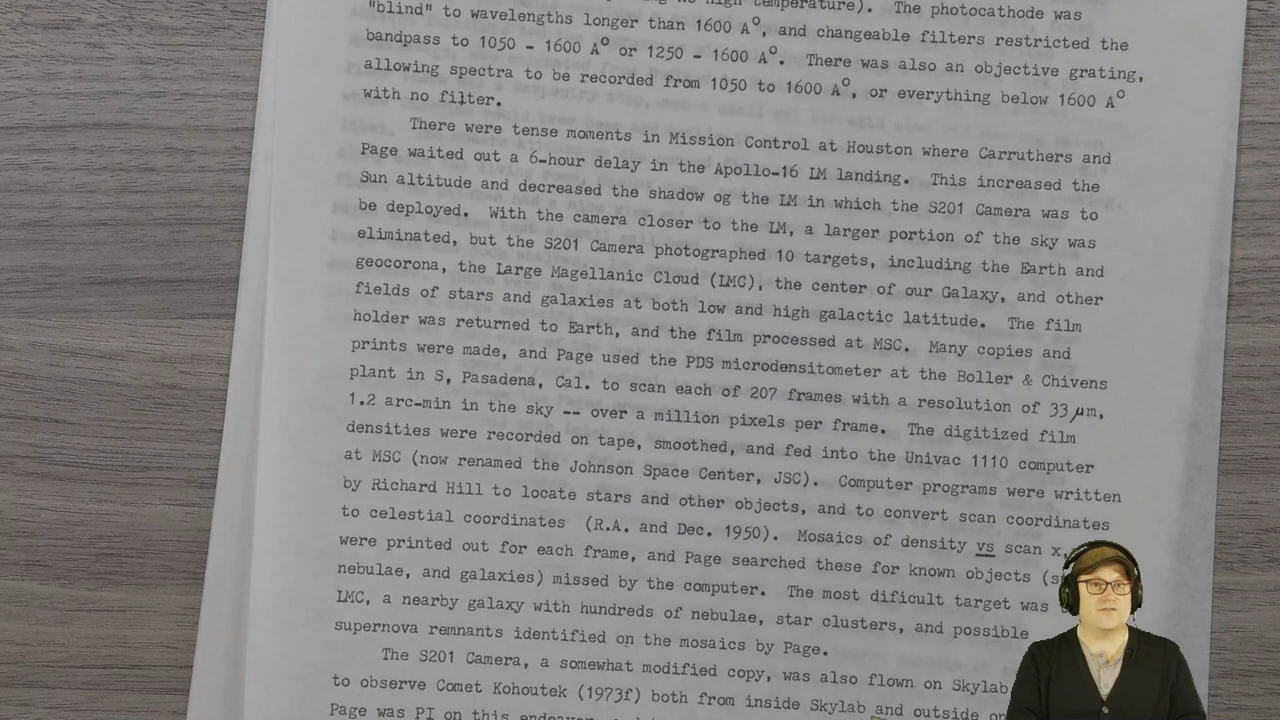 high temperature). The photocathode was
"blind" to wavelengths longer than 1600 A°, and changeable filters restricted the
bandpass to 1050 - 1600 A° or 1250 - 1600 A°. There was also an objective grating,
allowing spectra to be recorded from 1050 to 1600 A°, or everything below 1600 A°
with no filter.
There were tense moments in Mission Control at Houston where Carruthers and
Page waited out a 6-hour delay in the Apollo-16 LM landing. This increased the
Sun altitude and decreased the shadow og the LM in which the S201 Camera was to
be deployed. With the camera closer to the LM, a larger portion of the sky was
eliminated, but the S201 Camera photographed 10 targets, including the Earth and
geocorona, the Large Magellanic Cloud (LMC), the center of our Galaxy, and other
fields of stars and galaxies at both low and high galactic latitude. The film
holder was returned to Earth, and the film processed at MSC. Many copies and
prints were made, and Page used the PDS microdensitometer at the Boller & Chivens
plant in S, Pasadena, Cal. to scan each of 207 frames with a resolution of 33 μm,
1.2 arc-min in the sky -- over a million pixels per frame. The digitized film
densities were recorded on tape, smoothed, and fed into the Univac 1110 computer
at MSC (now renamed the Johnson Space Center, JSC). Computer programs were written
by Richard Hill to locate stars and other objects, and to convert scan coordinates
to celestial coordinates (R.A. and Dec. 1950). Mosaics of density vs scan x,
were printed out for each frame, and Page searched these for known objects
nebulae, and galaxies) missed by the computer. The most dificult target was
LMC, a nearby galaxy with hundreds of nebulae, star clusters, and possible
supernova remnants identified on the mosaics by Page.
The S201 Camera, a somewhat modified copy, was also flown on Skylab
to observe Comet Kohoutek (1973f) both from inside Skylab and outside on
Page was PI on this